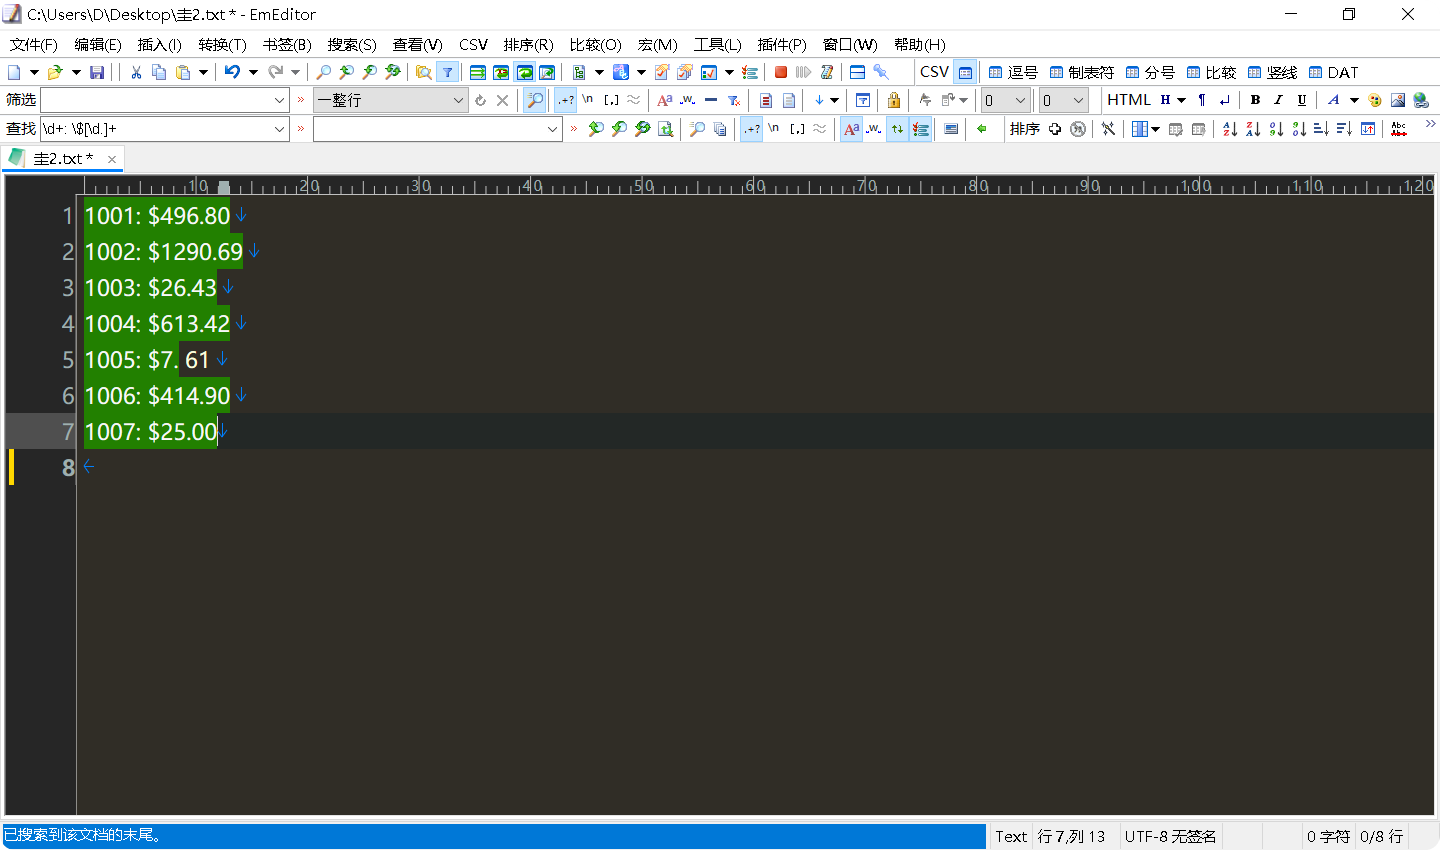 C:\Users\D\Desktop\圭2.txt * - EmEditor
文件(F) 编辑(E) 插入(I) 转换(T) 书签(B) 搜索(S) 查看(V) CSV 排序(R) 比较(O) 宏(M) 工具(L) 插件(P) 窗口(W) 帮助(H)
CSV 逗号 制表符 分号 比较 竖线 DAT
筛选 一整行 .+? \n [,] Aa .w. 0 0 HTML H ¶ B I U A
查找 \d+: \$[\d.]+ .+? \n [,] Aa .w. 排序 Abc
圭2.txt *
10 20 30 40 50 60 70 80 90 100 110 120
1 1001: $496.80
2 1002: $1290.69
3 1003: $26.43
4 1004: $613.42
5 1005: $7. 61
6 1006: $414.90
7 1007: $25.00
8
已搜索到该文档的末尾。 Text 行 7,列 13 UTF-8 无签名 0 字符 0/8 行